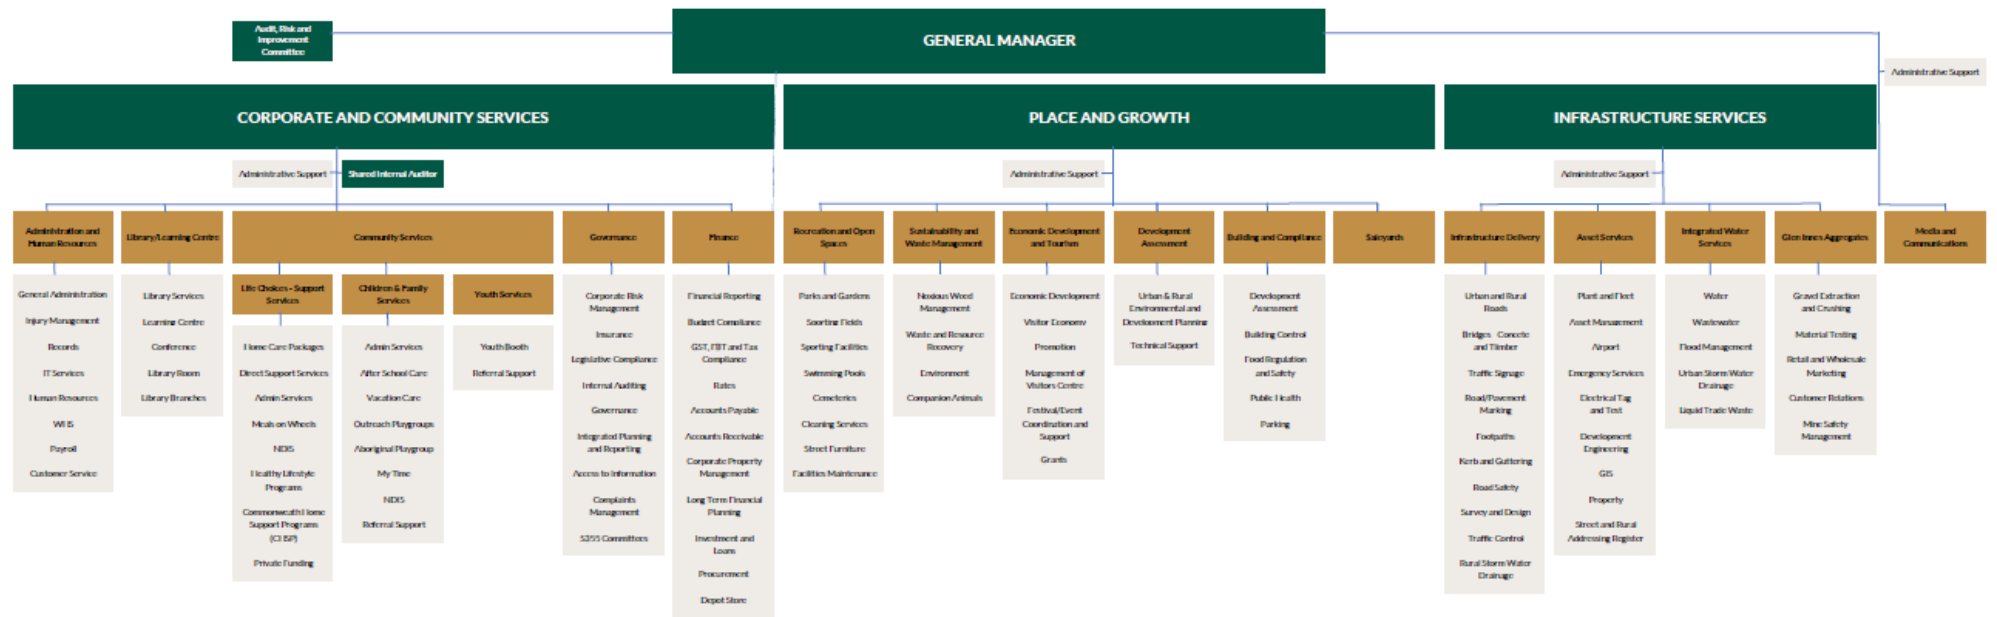 Audit, Risk and
Improvement
Committee
GENERAL MANAGER
Administrative Support
CORPORATE AND COMMUNITY SERVICES
PLACE AND GROWTH
INFRASTRUCTURE SERVICES
Administrative Support
Shared Internal Auditor
Administrative Support
Administrative Support
Administration and
Human Resources
Library/Learning Centre
Community Services
Governance
Finance
Recreation and Open
Spaces
Sustainability and
Waste Management
Economic Development
and Tourism
Development
Assessment
Building and Compliance
Saleyards
Infrastructure Delivery
Asset Services
Integrated Water
Services
Glen Innes Aggregates
Media and
Communications
General Administration
Injury Management
Records
IT Services
Human Resources
WHS
Payroll
Customer Service
Library Services
Learning Centre
Conference
Library Room
Library Branches
Life Choices - Support
Services
Home Care Packages
Direct Support Services
Admin Services
Meals on Wheels
NDIS
Healthy Lifestyle
Programs
Commonweath Home
Support Programs
(CHSP)
Private Funding
Children & Family
Services
Admin Services
After School Care
Vacation Care
Outreach Playgroups
Aboriginal Playgroup
My Time
NDIS
Referral Support
Youth Services
Youth Booth
Referral Support
Corporate Risk
Management
Insurance
Legislative Compliance
Internal Auditing
Governance
Integrated Planning
and Reporting
Access to Information
Complaints
Management
S355 Committees
Financial Reporting
Budget Compliance
GST, FBT and Tax
Compliance
Rates
Accounts Payable
Accounts Receivable
Corporate Property
Management
Long Term Financial
Planning
Investment and
Loans
Procurement
Depot Store
Parks and Gardens
Sporting Fields
Sporting Facilities
Swimming Pools
Cemeteries
Cleaning Services
Street Furniture
Facilities Maintenance
Noxious Weed
Management
Waste and Resource
Recovery
Environment
Companion Animals
Economic Development
Visitor Economy
Promotion
Management of
Visitors Centre
Festival/Event
Coordination and
Support
Grants
Urban & Rural
Environmental and
Development Planning
Technical Support
Development
Assessment
Building Control
Food Regulation
and Safety
Public Health
Parking
Urban and Rural
Roads
Bridges - Concete
and Timber
Traffic Signage
Road/Pavement
Marking
Footpaths
Kerb and Guttering
Road Safety
Survey and Design
Traffic Control
Rural Storm Water
Drainage
Plant and Fleet
Asset Management
Airport
Emergency Services
Electrical Tag
and Test
Development
Engineering
GIS
Property
Street and Rural
Addressing Register
Water
Wastewater
Flood Management
Urban Storm Water
Drainage
Liquid Trade Waste
Gravel Extraction
and Crushing
Material Testing
Retail and Wholesale
Marketing
Customer Relations
Mine Safety
Management